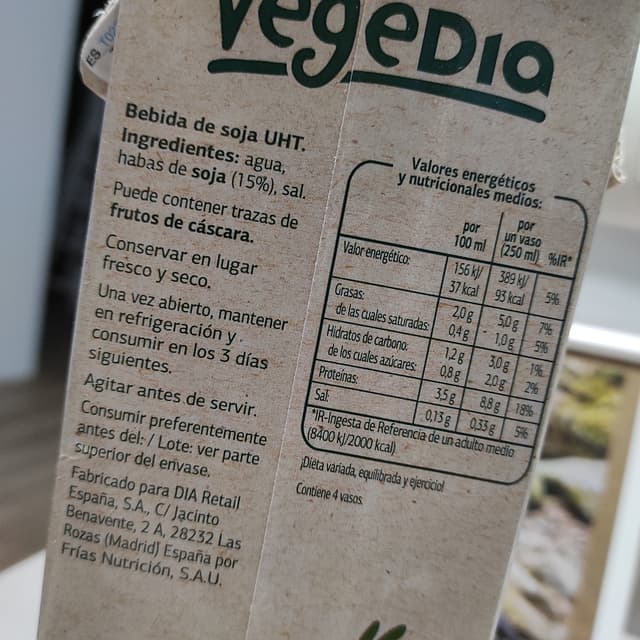 vegeDia
Bebida de soja UHT.
Ingredientes: agua,
habas de soja (15%), sal.
Puede contener trazas de
frutos de cáscara.
Conservar en lugar
fresco y seco.
Una vez abierto, mantener
en refrigeración y
consumir en los 3 días
siguientes.
Agitar antes de servir.
Consumir preferentemente
antes del: / Lote: ver parte
superior del envase.
Fabricado para DIA Retail
España, S.A., C/ Jacinto
Benavente, 2 A, 28232 Las
Rozas (Madrid) España por
Frías Nutrición, S.A.U.
Valores energéticos
y nutricionales medios:
por 100 ml por un vaso (250 ml) %IR*
Valor energético: 156 kJ/ 37 kcal 389 kJ/ 93 kcal 5%
Grasas: 2,0 g 5,0 g 7%
de las cuales saturadas: 0,4 g 1,0 g 5%
Hidratos de carbono: 1,2 g 3,0 g 1%
de los cuales azúcares: 0,8 g 2,0 g 2%
Proteínas: 3,5 g 8,8 g 18%
Sal: 0,13 g 0,33 g 5%
*IR-Ingesta de Referencia de un adulto medio
(8400 kJ/2000 kcal)
¡Dieta variada, equilibrada y ejercicio!
Contiene 4 vasos.